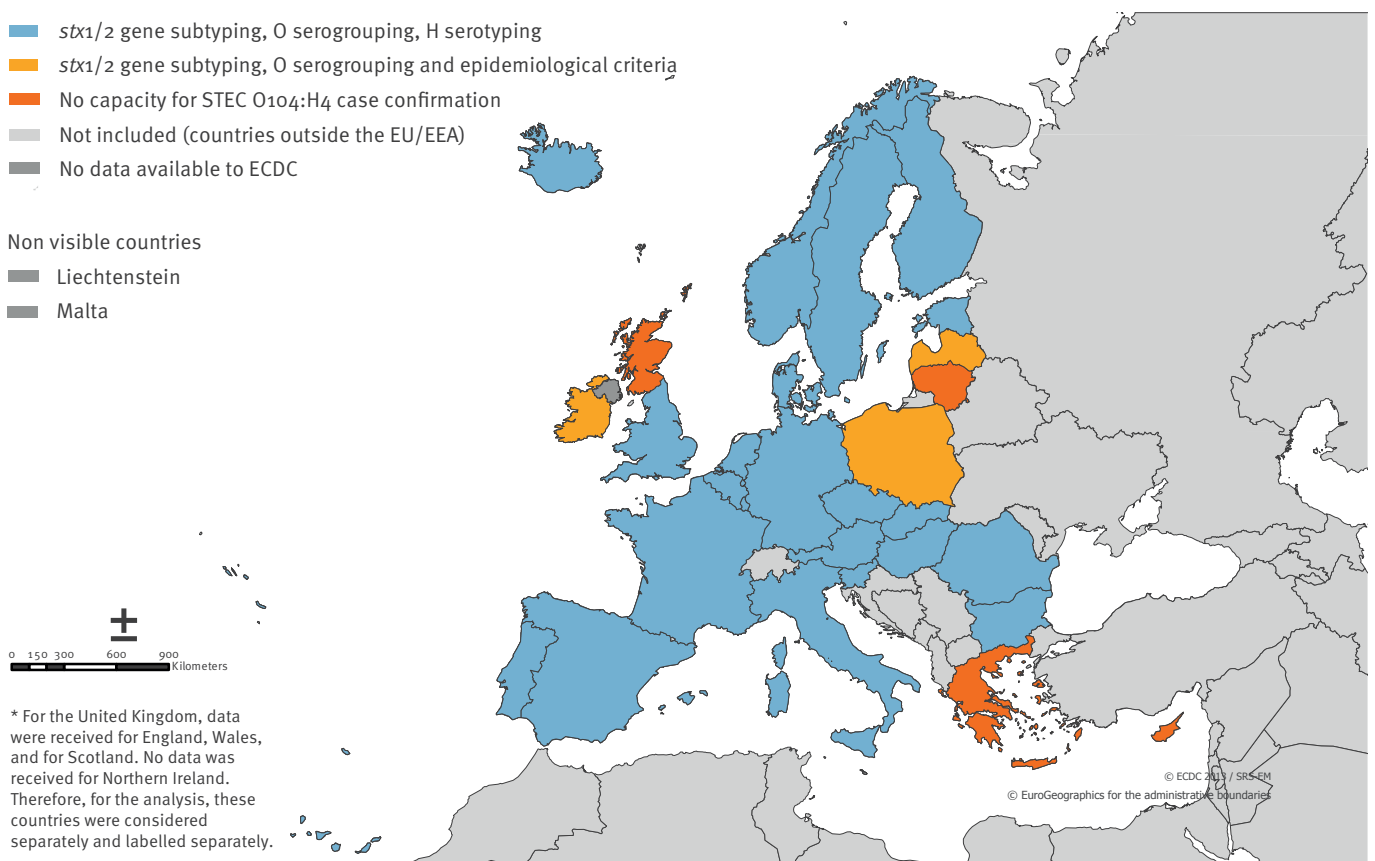 stx1/2 gene subtyping, O serogrouping, H serotyping
stx1/2 gene subtyping, O serogrouping and epidemiological criteria
No capacity for STEC O104:H4 case confirmation
Not included (countries outside the EU/EEA)
No data available to ECDC
Non visible countries
Liechtenstein
Malta
±
0 150 300 600 900
Kilometers
* For the United Kingdom, data
were received for England, Wales,
and for Scotland. No data was
received for Northern Ireland.
Therefore, for the analysis, these
countries were considered
separately and labelled separately.
© ECDC 2013 / SRS-EM
© EuroGeographics for the administrative boundaries